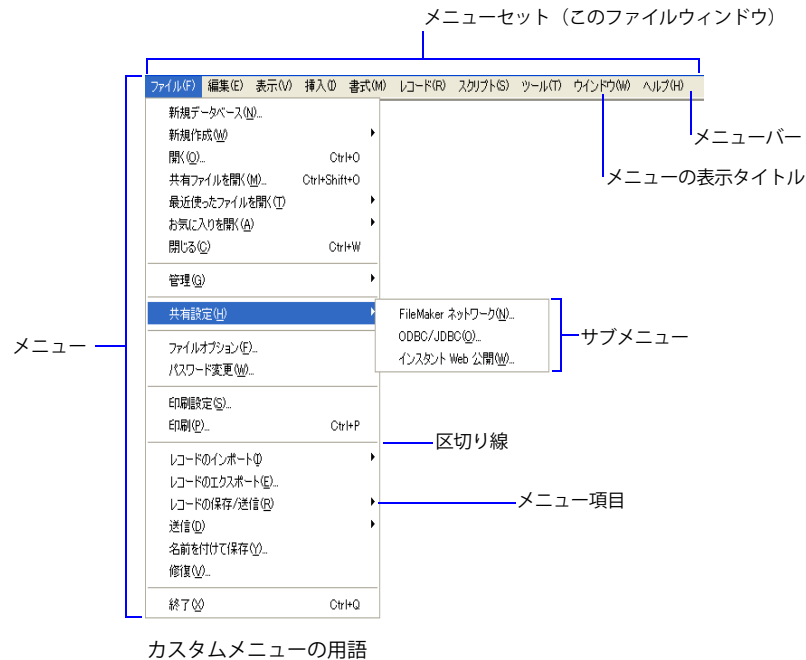 メニューセット（このファイルウィンドウ）
ファイル(F) 編集(E) 表示(V) 挿入(I) 書式(M) レコード(R) スクリプト(S) ツール(T) ウインドウ(W) ヘルプ(H)
メニューバー
メニューの表示タイトル
新規データベース(N)...
新規作成(W)
開く(O)... Ctrl+O
共有ファイルを開く(M)... Ctrl+Shift+O
最近使ったファイルを開く(T)
お気に入りを開く(A)
閉じる(C) Ctrl+W
管理(G)
共有設定(H)
FileMaker ネットワーク(N)...
ODBC/JDBC(O)...
インスタント Web 公開(W)...
サブメニュー
メニュー
ファイルオプション(F)...
パスワード変更(W)...
印刷設定(S)...
印刷(P)... Ctrl+P
区切り線
レコードのインポート(I)
レコードのエクスポート(E)...
レコードの保存/送信(R)
メニュー項目
送信(D)
名前を付けて保存(Y)...
修復(V)...
終了(X) Ctrl+Q
カスタムメニューの用語